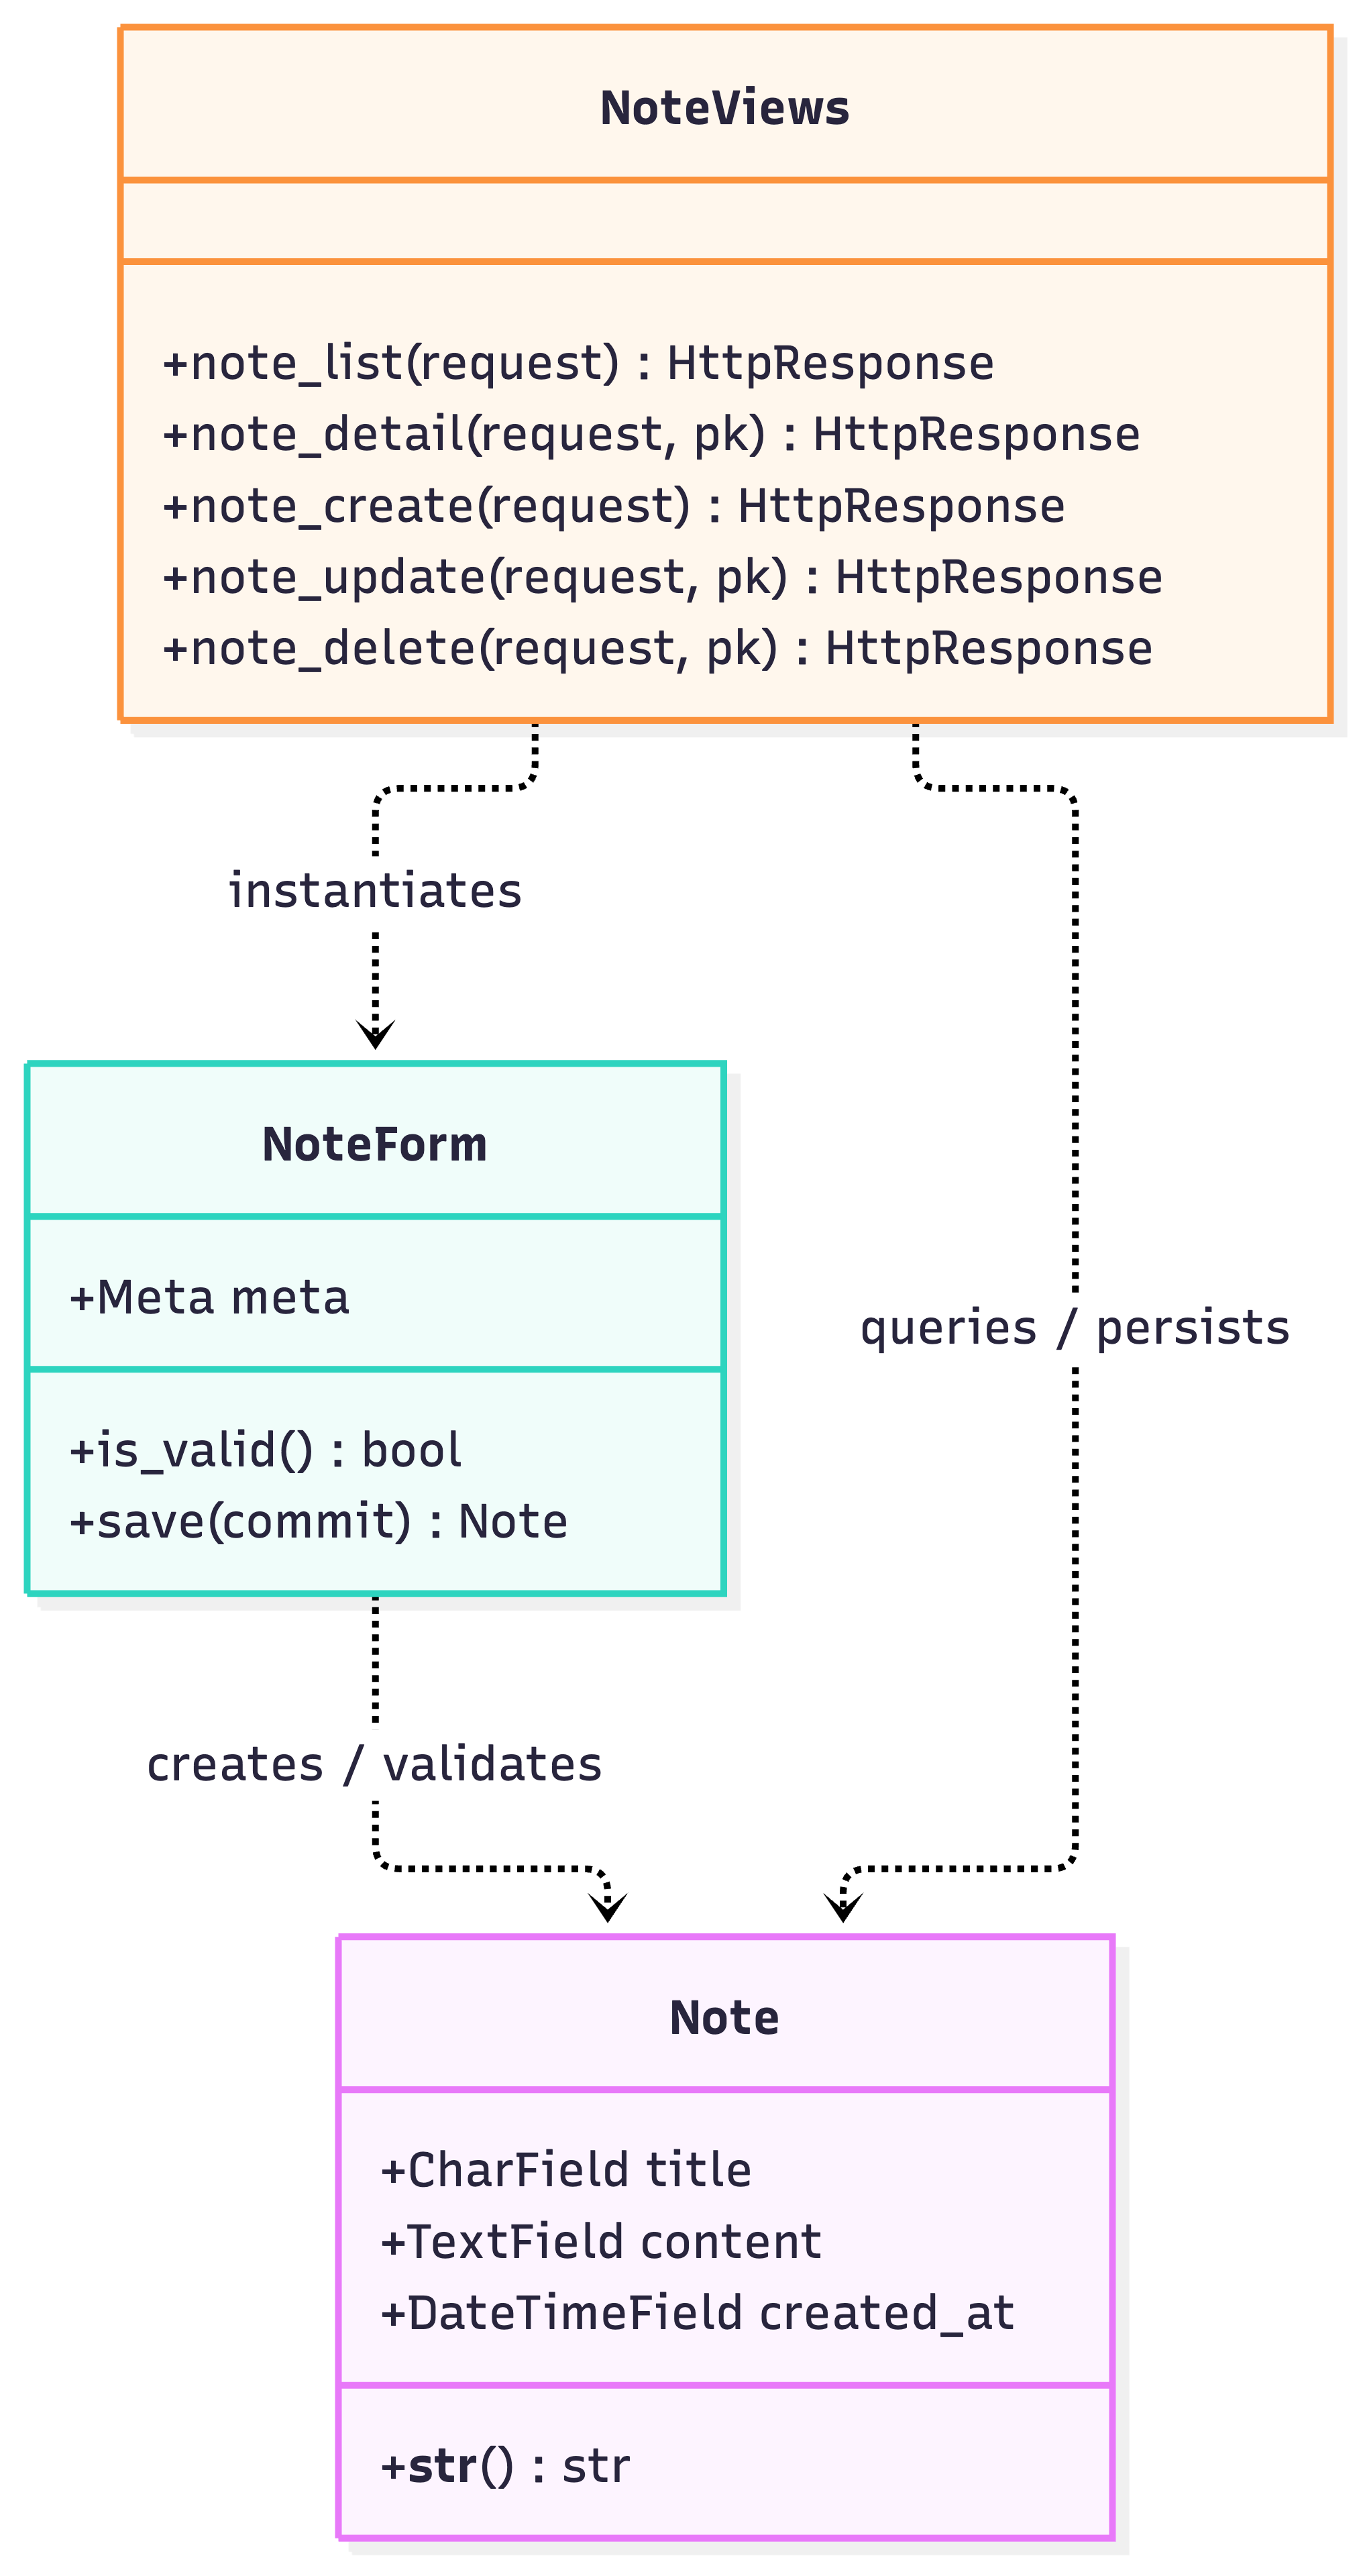 NoteViews
+note_list(request) : HttpResponse
+note_detail(request, pk) : HttpResponse
+note_create(request) : HttpResponse
+note_update(request, pk) : HttpResponse
+note_delete(request, pk) : HttpResponse
instantiates
NoteForm
+Meta meta
+is_valid() : bool
+save(commit) : Note
queries / persists
creates / validates
Note
+CharField title
+TextField content
+DateTimeField created_at
+str() : str